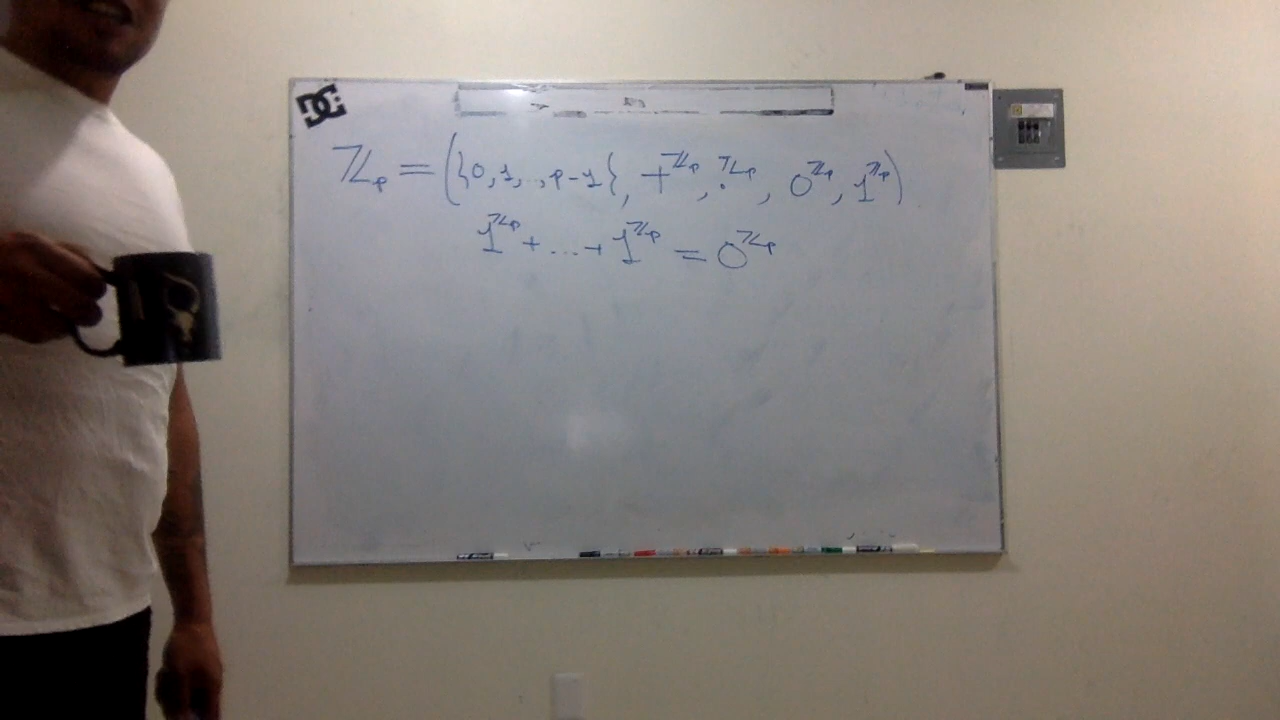 ℤₚ = ({0, 1, .., p-1}, +^ℤₚ, ·^ℤₚ, 0^ℤₚ, 1^ℤₚ)
1^ℤₚ + ... + 1^ℤₚ = 0^ℤₚ